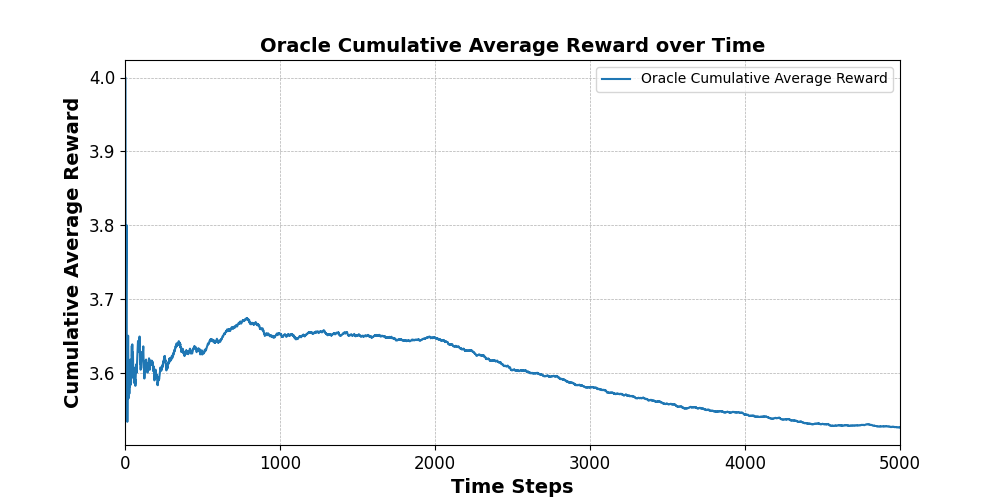 Oracle Cumulative Average Reward over Time
Oracle Cumulative Average Reward
Cumulative Average Reward
4.0
3.9
3.8
3.7
3.6
0 1000 2000 3000 4000 5000
Time Steps